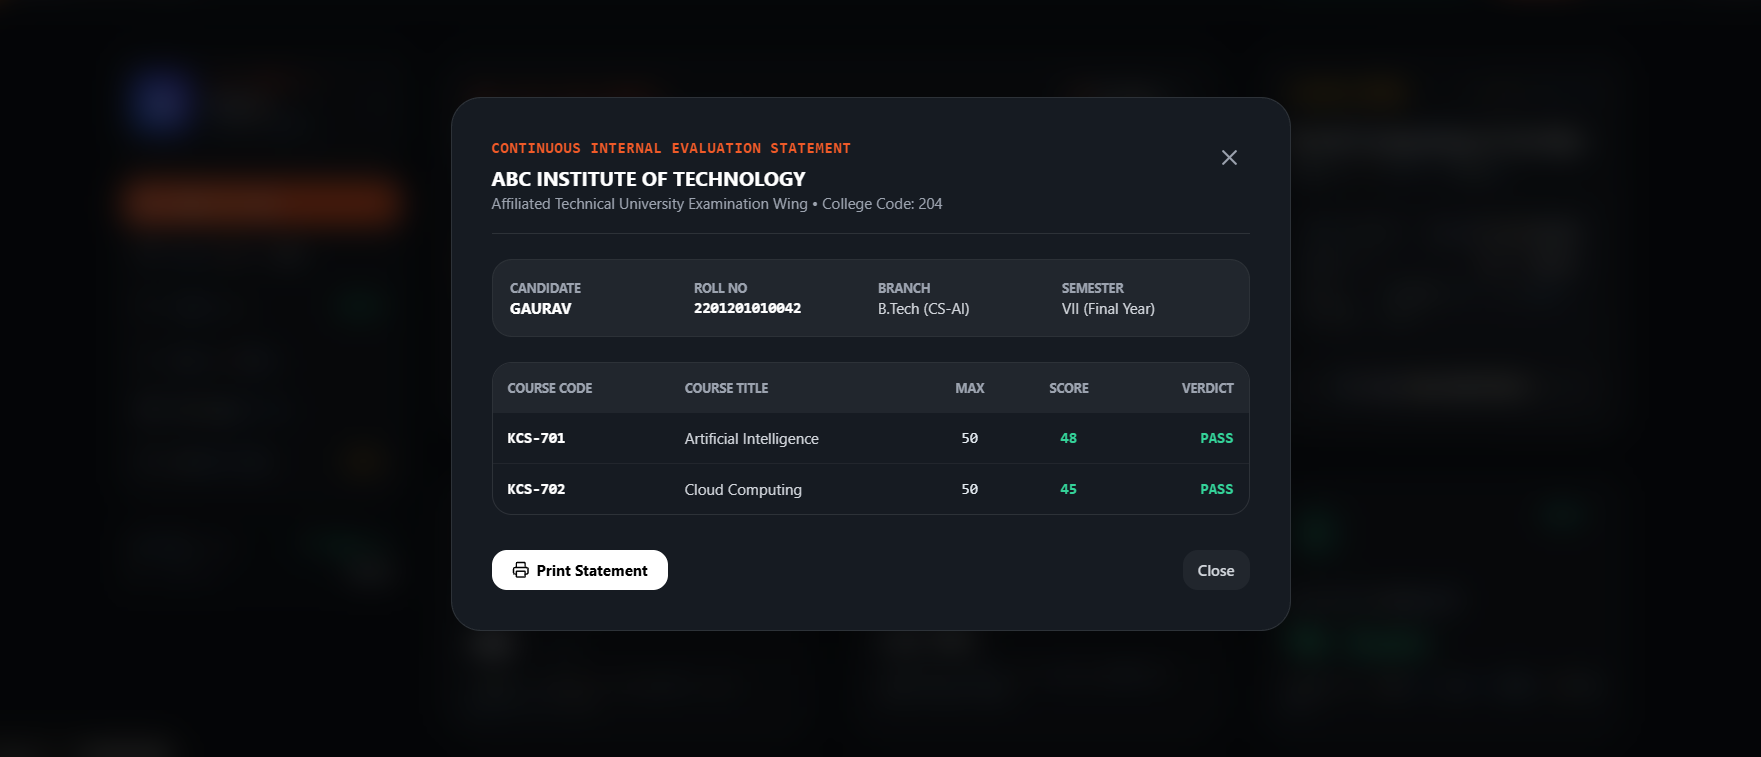 CONTINUOUS INTERNAL EVALUATION STATEMENT
ABC INSTITUTE OF TECHNOLOGY
Affiliated Technical University Examination Wing • College Code: 204
CANDIDATE ROLL NO BRANCH SEMESTER
GAURAV 2201201010042 B.Tech (CS-AI) VII (Final Year)
COURSE CODE COURSE TITLE MAX SCORE VERDICT
KCS-701 Artificial Intelligence 50 48 PASS
KCS-702 Cloud Computing 50 45 PASS
Print Statement Close